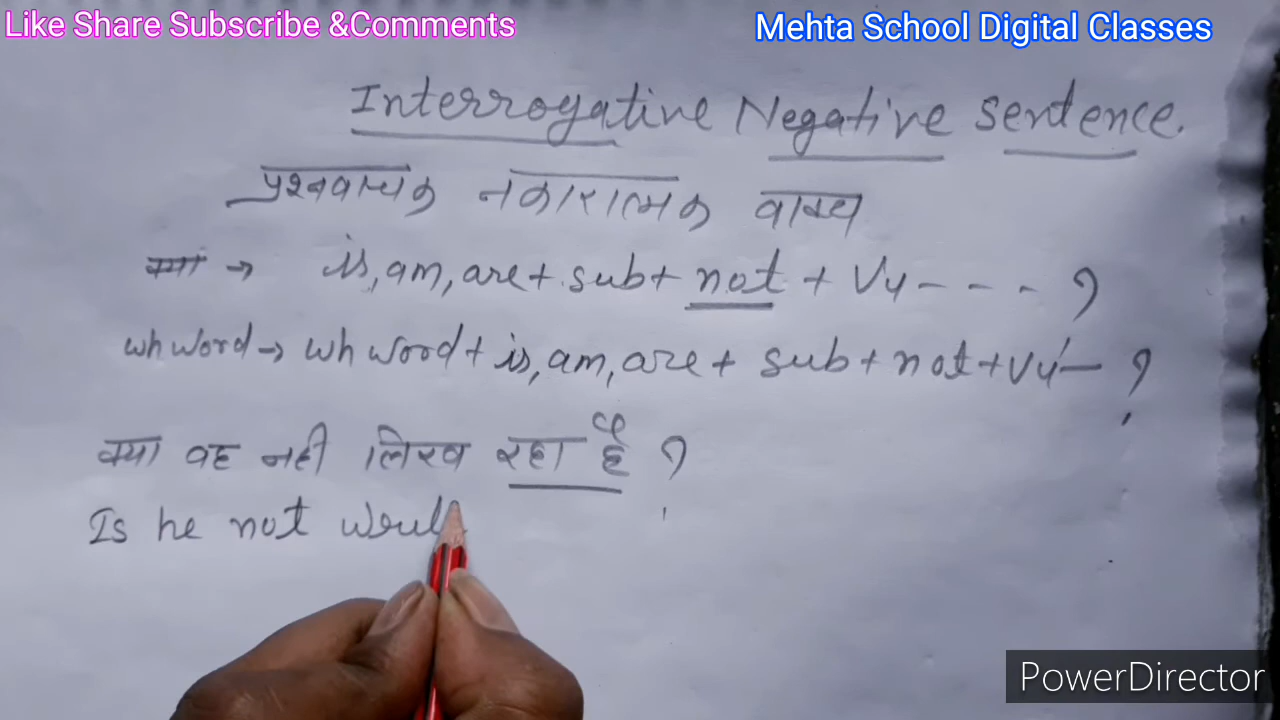 Like Share Subscribe &Comments
Mehta School Digital Classes
Interrogative Negative sentence.
प्रश्नवाचक नकारात्मक वाक्य
क्या → is, am, are + sub + not + V4 - - - - ?
wh word → wh word + is, am, are + sub + not + V4 — ?
क्या वह नही लिख रहा है ?
Is he not
PowerDirector